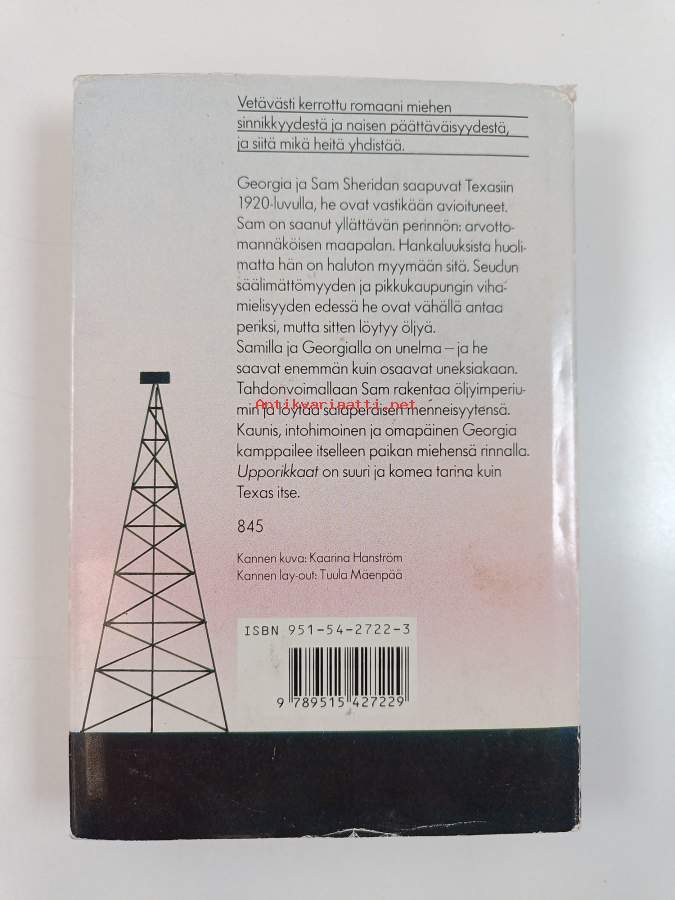 Vetävästi kerrottu romaani miehen
sinnikkyydestä ja naisen päättäväisyydestä,
ja siitä mikä heitä yhdistää.
Georgia ja Sam Sheridan saapuvat Texasiin
1920-luvulla, he ovat vastikään avioituneet.
Sam on saanut yllättävän perinnön: arvotto-
mannäköisen maapalan. Hankaluuksista huoli-
matta hän on haluton myymään sitä. Seudun
säälimättömyyden ja pikkukaupungin viha-
mielisyyden edessä he ovat vähällä antaa
periksi, mutta sitten löytyy öljyä.
Samilla ja Georgialla on unelma – ja he
saavat enemmän kuin osaavat uneksiakaan.
Tahdonvoimallaan Sam rakentaa öljyimperiu-
min ja löytää salaperäisen menneisyytensä.
Antikvariaatti.net
Kaunis, intohimoinen ja omapäinen Georgia
kamppailee itselleen paikan miehensä rinnalla.
Upporikkaat on suuri ja komea tarina kuin
Texas itse.
845
Kannen kuva: Kaarina Hanström
Kannen lay-out: Tuula Mäenpää
ISBN 951-54-2722-3
9 789515 427229